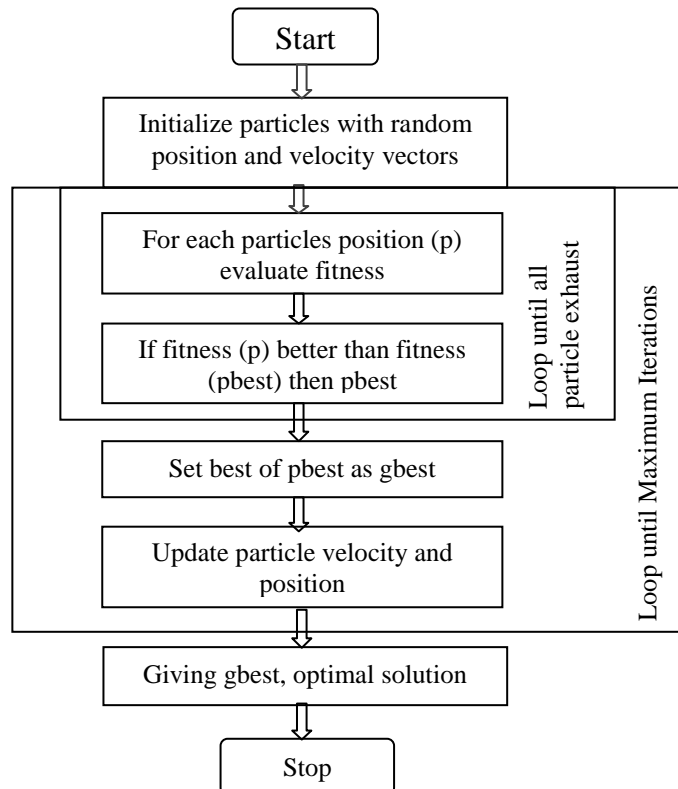 Start
Initialize particles with random
position and velocity vectors
For each particles position (p)
evaluate fitness
If fitness (p) better than fitness
(pbest) then pbest
Loop until all
particle exhaust
Set best of pbest as gbest
Update particle velocity and
position
Loop until Maximum Iterations
Giving gbest, optimal solution
Stop